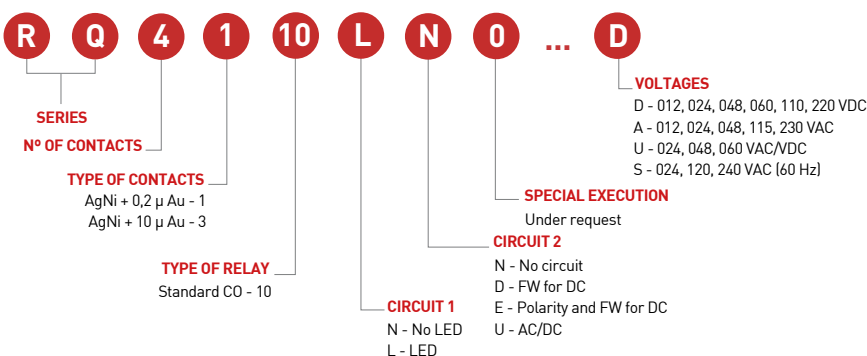 R Q 4 1 10 L N 0 ... D
VOLTAGES
D - 012, 024, 048, 060, 110, 220 VDC
A - 012, 024, 048, 115, 230 VAC
U - 024, 048, 060 VAC/VDC
S - 024, 120, 240 VAC (60 Hz)
SERIES
Nº OF CONTACTS
TYPE OF CONTACTS
AgNi + 0,2 µ Au - 1
AgNi + 10 µ Au - 3
SPECIAL EXECUTION
Under request
CIRCUIT 2
N - No circuit
D - FW for DC
E - Polarity and FW for DC
U - AC/DC
TYPE OF RELAY
Standard CO - 10
CIRCUIT 1
N - No LED
L - LED